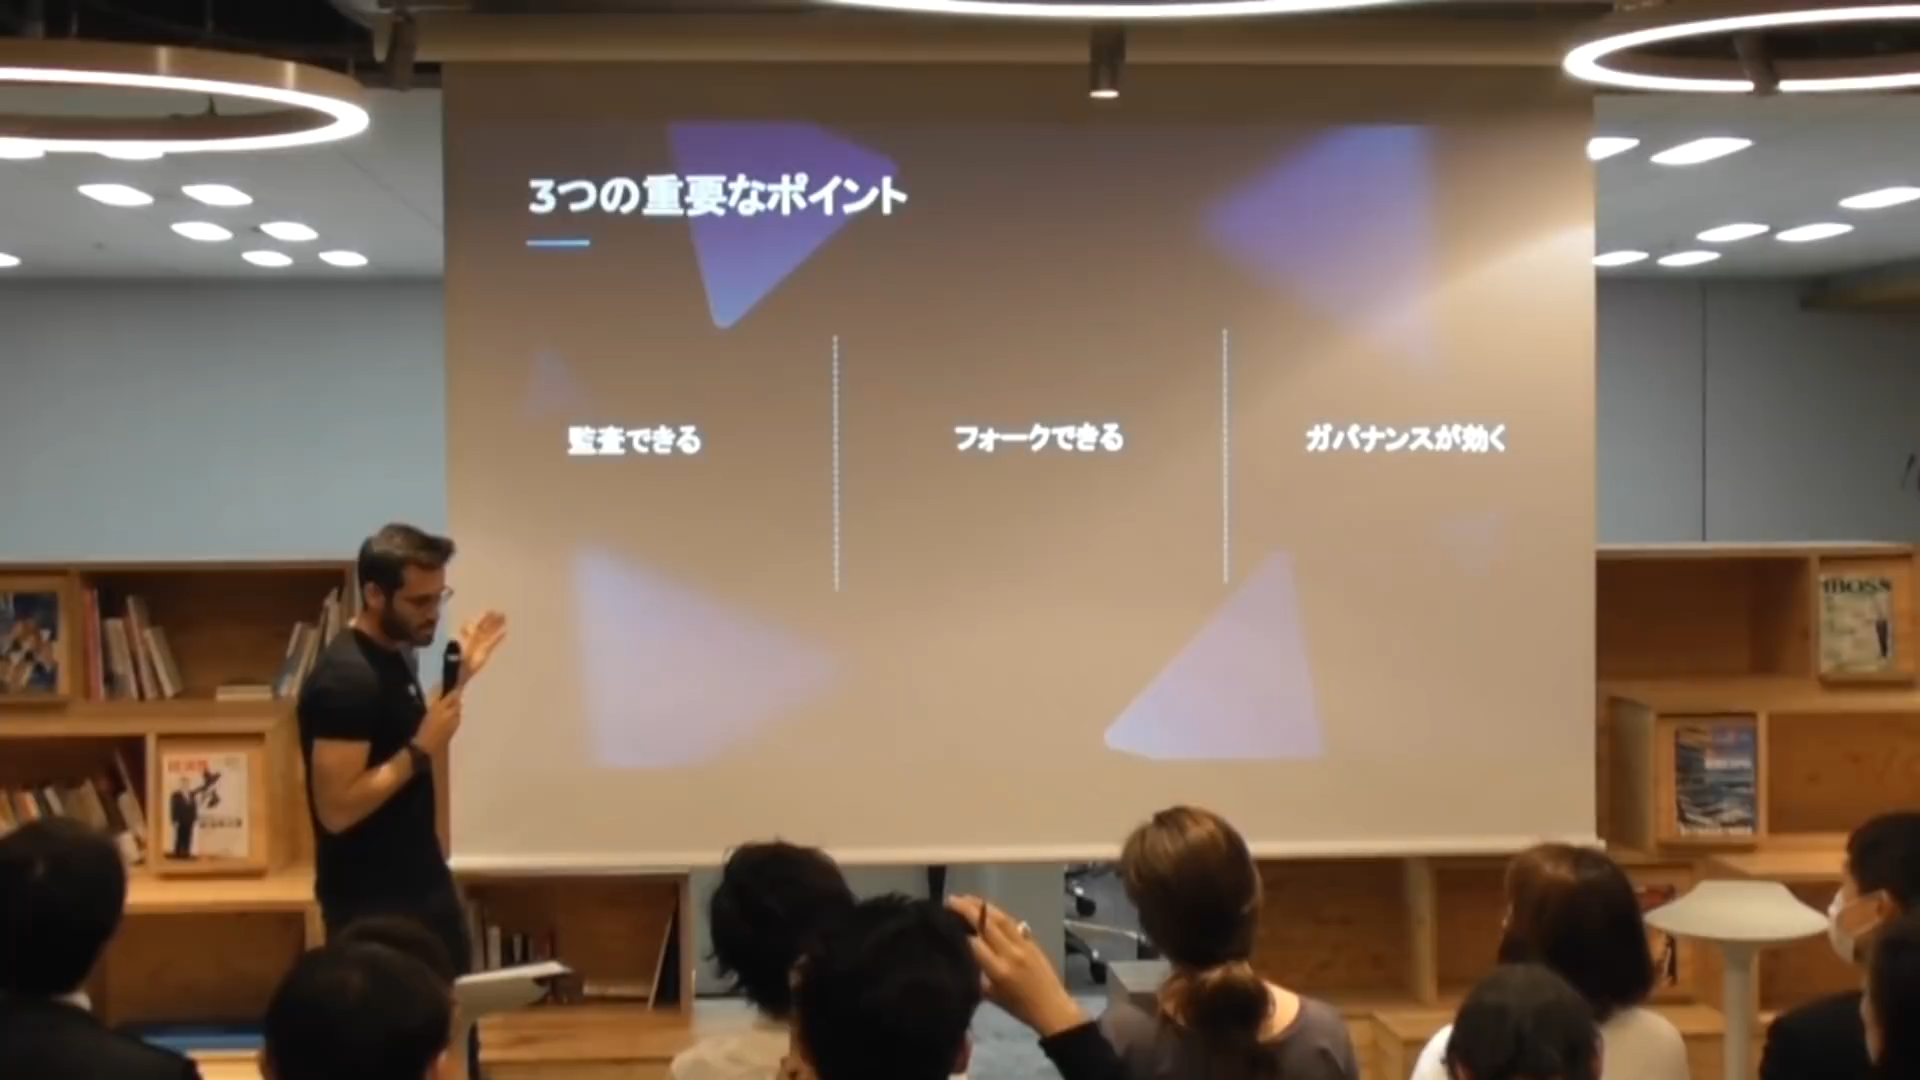 3つの重要なポイント
監査できる
フォークできる
ガバナンスが効く